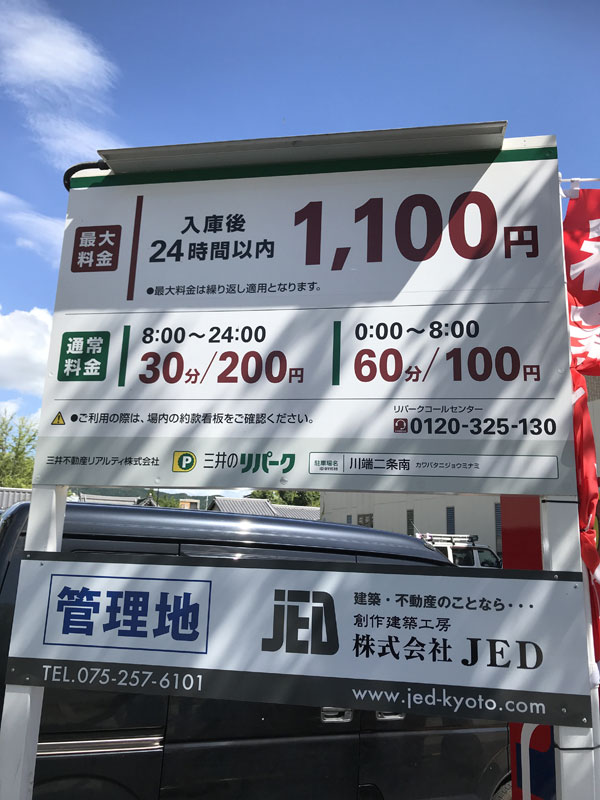 最大料金
入庫後
24時間以内
1,100円
●最大料金は繰り返し適用となります。
通常料金
8:00～24:00
30分/200円
0:00～8:00
60分/100円
●ご利用の際は、場内の約款看板をご確認ください。
リパークコールセンター
0120-325-130
三井不動産リアルティ株式会社
P 三井のリパーク
駐車場名
川端二条南 カワバタニジョウミナミ
管理地
TEL.075-257-6101
JED
建築・不動産のことなら・・・
創作建築工房
株式会社JED
www.jed-kyoto.com